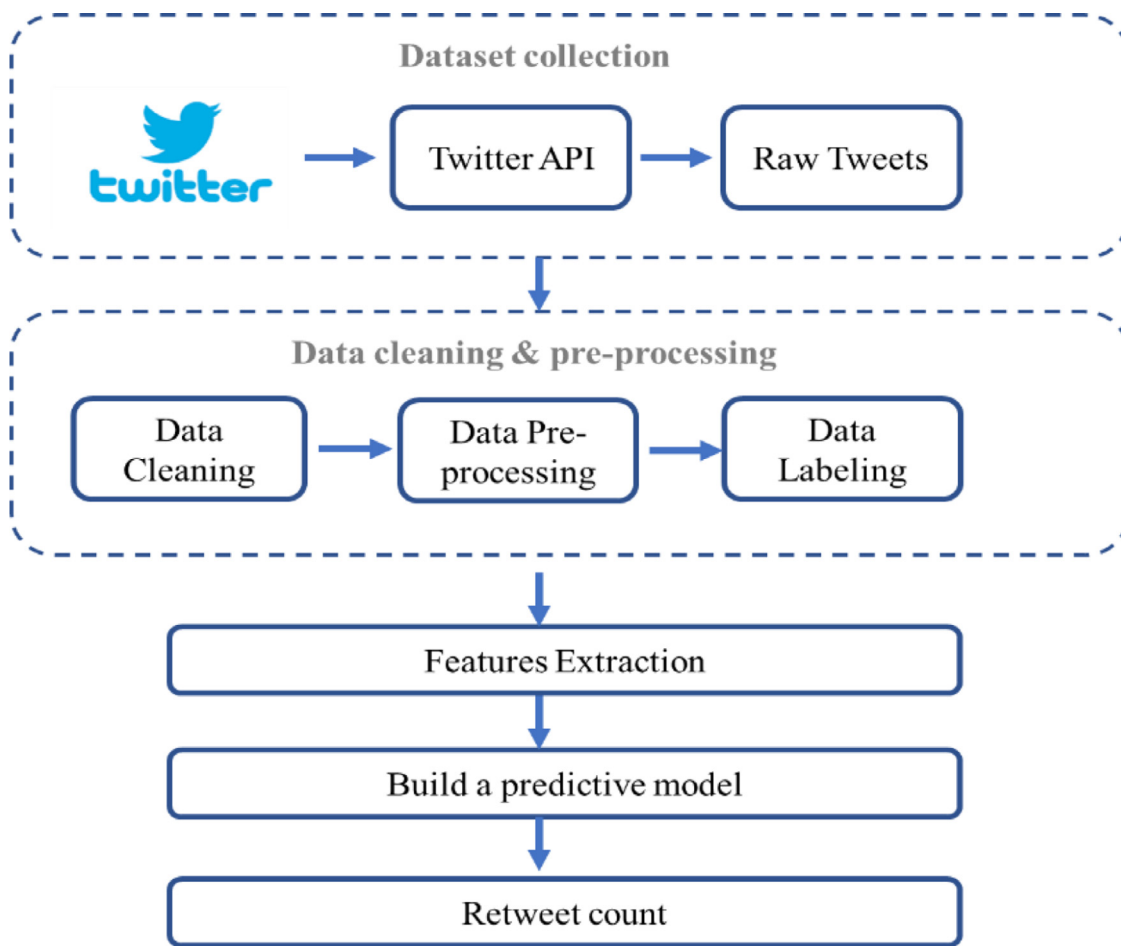 Dataset collection
twitter
Twitter API
Raw Tweets
Data cleaning & pre-processing
Data
Cleaning
Data Pre-
processing
Data
Labeling
Features Extraction
Build a predictive model
Retweet count